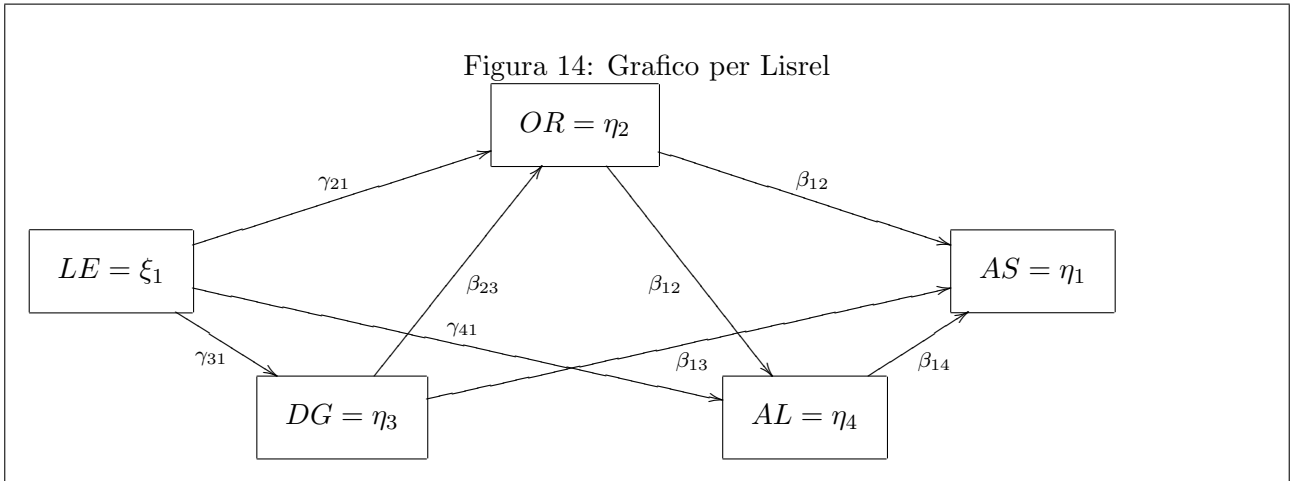 Figura 14: Grafico per Lisrel
OR = η₂
γ₂₁
β₁₂
LE = ξ₁
AS = η₁
β₂₃
β₁₂
γ₄₁
γ₃₁
β₁₃
β₁₄
DG = η₃
AL = η₄